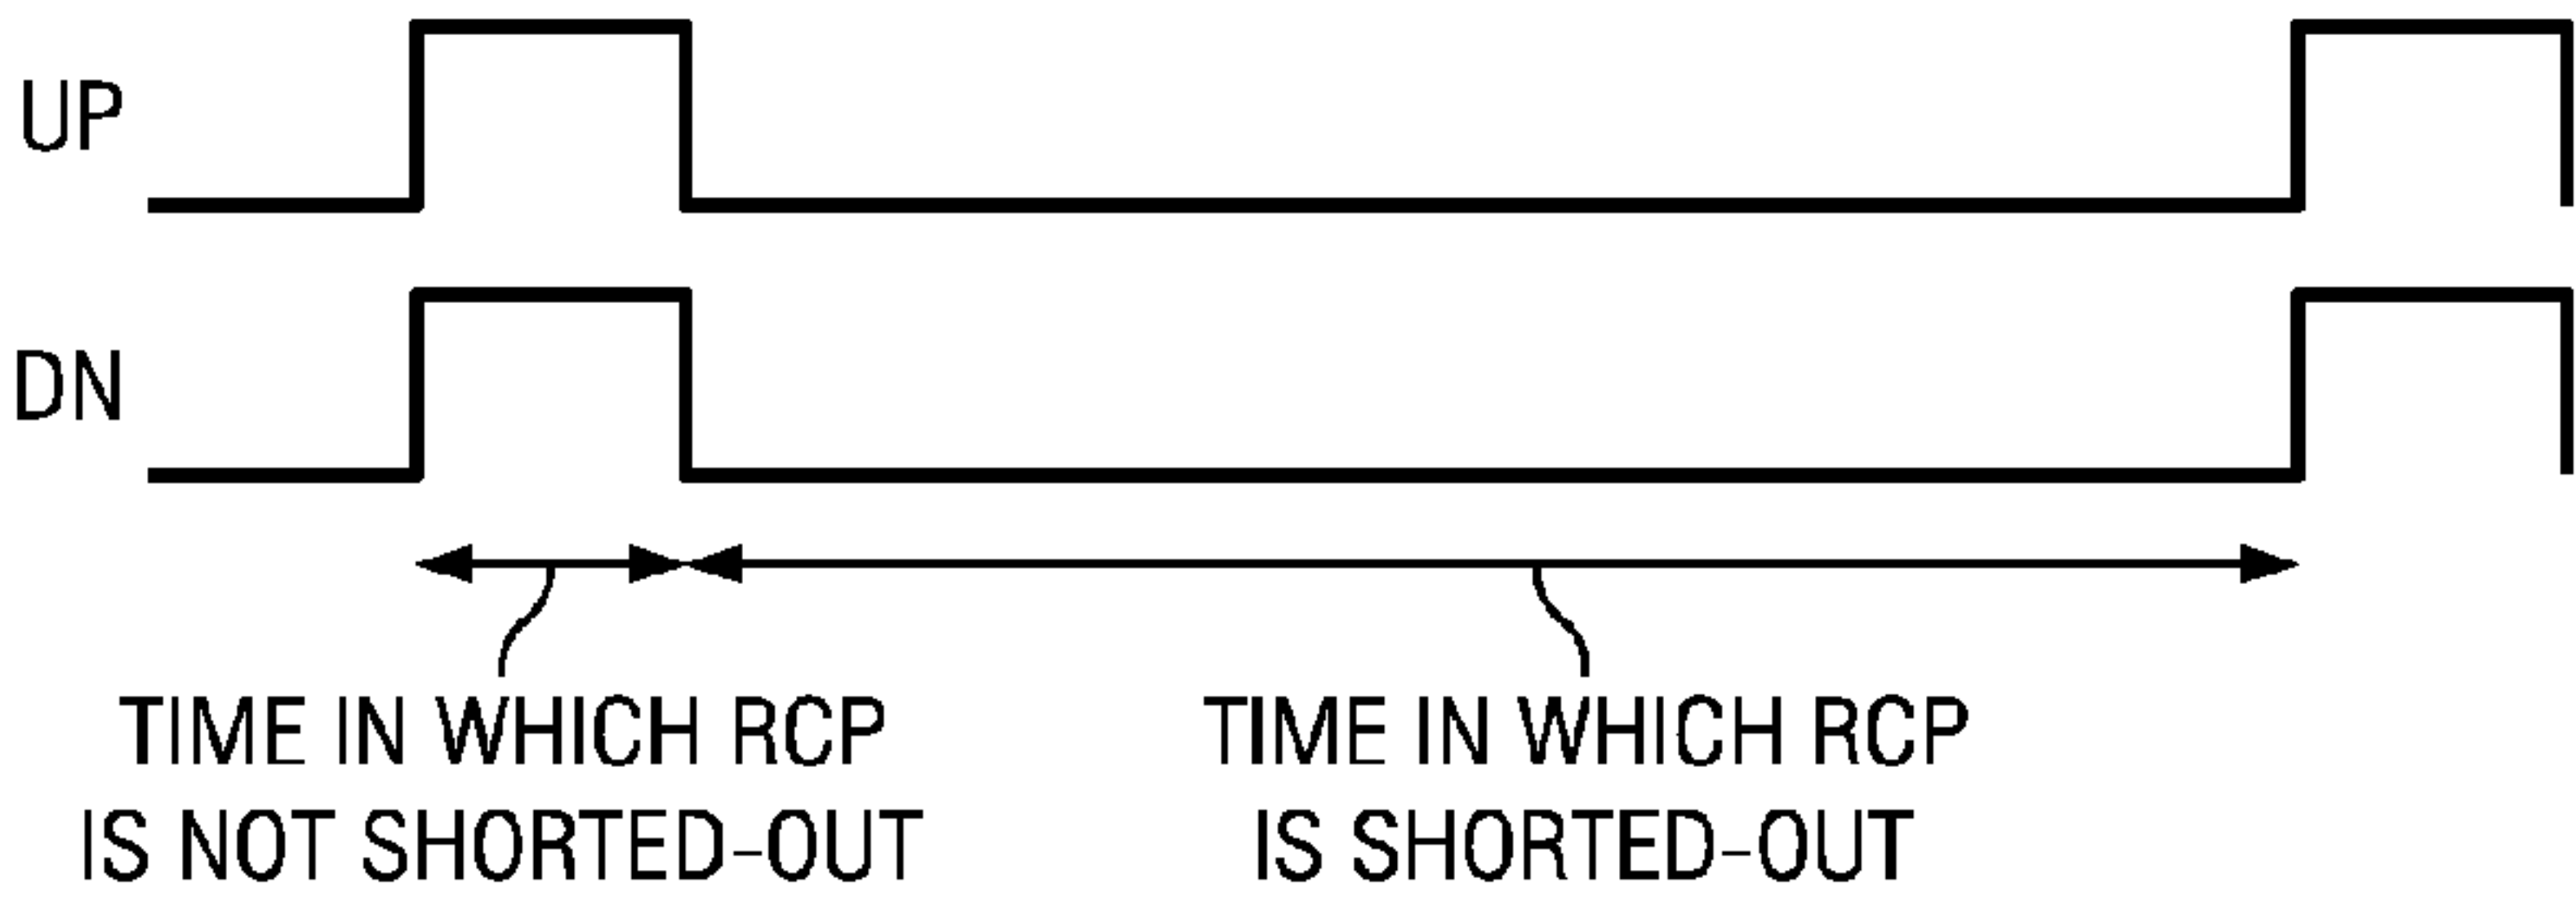 UP
DN
TIME IN WHICH RCP
IS NOT SHORTED-OUT
TIME IN WHICH RCP
IS SHORTED-OUT